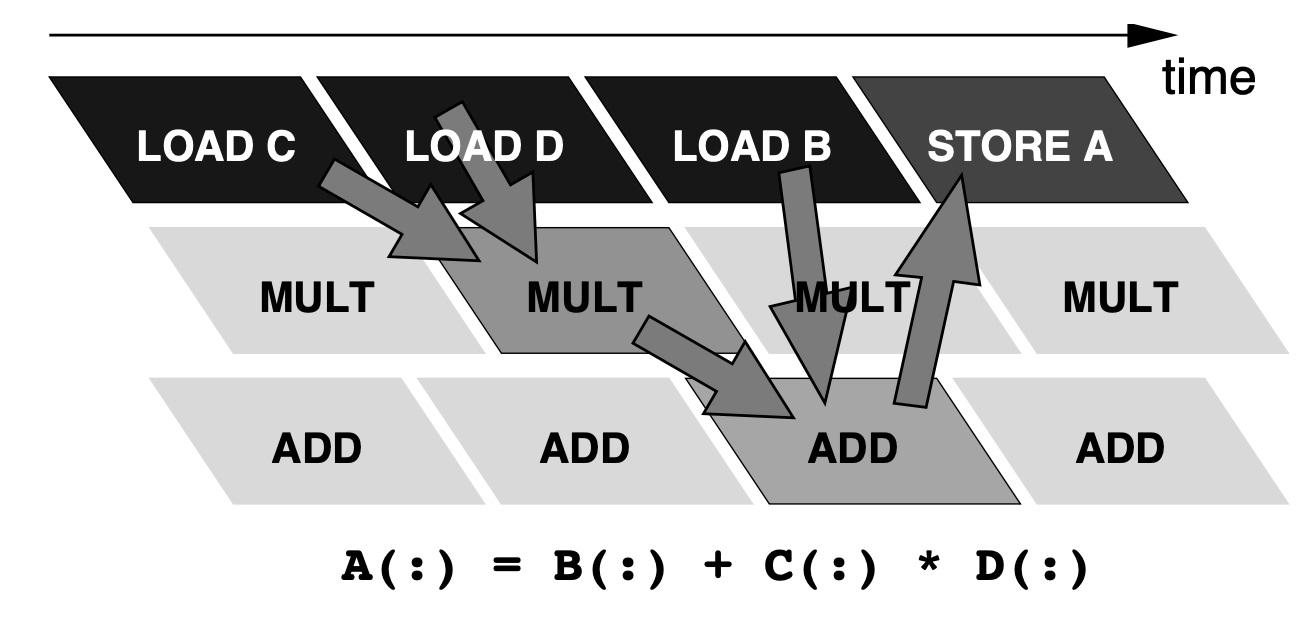 time
LOAD C LOAD D LOAD B STORE A
MULT MULT MULT MULT
ADD ADD ADD ADD
A(:) = B(:) + C(:) * D(:)